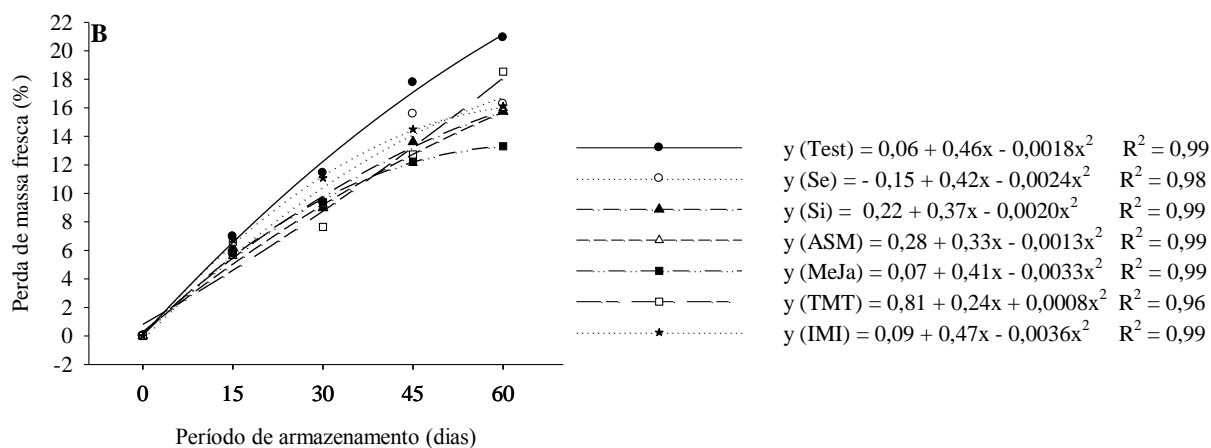 B
Perda de massa fresca (%)
22
20
18
16
14
12
10
8
6
4
2
0
-2
0 15 30 45 60
Período de armazenamento (dias)
y (Test) = 0,06 + 0,46x - 0,0018x² R² = 0,99
y (Se) = - 0,15 + 0,42x - 0,0024x² R² = 0,98
y (Si) = 0,22 + 0,37x - 0,0020x² R² = 0,99
y (ASM) = 0,28 + 0,33x - 0,0013x² R² = 0,99
y (MeJa) = 0,07 + 0,41x - 0,0033x² R² = 0,99
y (TMT) = 0,81 + 0,24x + 0,0008x² R² = 0,96
y (IMI) = 0,09 + 0,47x - 0,0036x² R² = 0,99